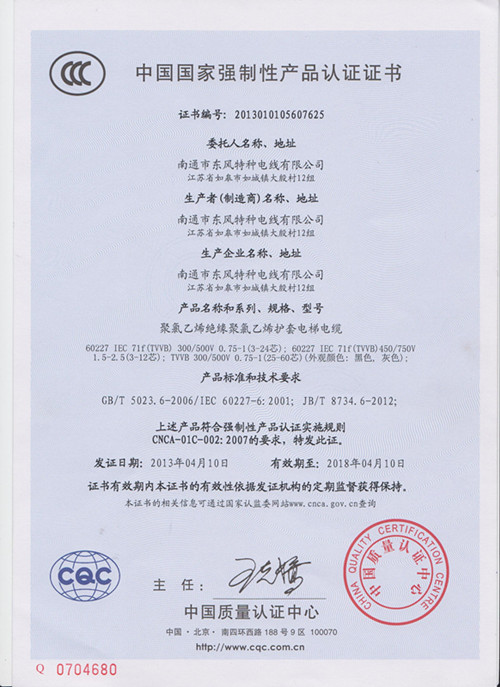 CCC
中国国家强制性产品认证证书
证书编号：2013010105607625
委托人名称、地址
南通市东风特种电线有限公司
江苏省如皋市如城镇大殷村12组
生产者(制造商)名称、地址
南通市东风特种电线有限公司
江苏省如皋市如城镇大殷村12组
生产企业名称、地址
南通市东风特种电线有限公司
江苏省如皋市如城镇大殷村12组
产品名称和系列、规格、型号
聚氯乙烯绝缘聚氯乙烯护套电梯电缆
60227 IEC 71f(TVVB) 300/500V 0.75-1(3-24芯)；60227 IEC 71f(TVVB)450/750V
1.5-2.5(3-12芯)；TVVB 300/500V 0.75-1(25-60芯)(外观颜色：黑色，灰色)；
产品标准和技术要求
GB/T 5023.6-2006/IEC 60227-6:2001；JB/T 8734.6-2012；
上述产品符合强制性产品认证实施规则
CNCA-01C-002:2007的要求，特发此证。
发证日期：2013年04月10日 有效期至：2018年04月10日
证书有效期内本证书的有效性依据发证机构的定期监督获得保持。
本证书的相关信息可通过国家认监委网站www.cnca.gov.cn查询
CQC
主任：
中国质量认证中心
CHINA QUALITY CERTIFICATION CENTRE
中国质量认证中心
中国·北京·南四环西路188号9区 100070
http://www.cqc.com.cn
Q 0704680